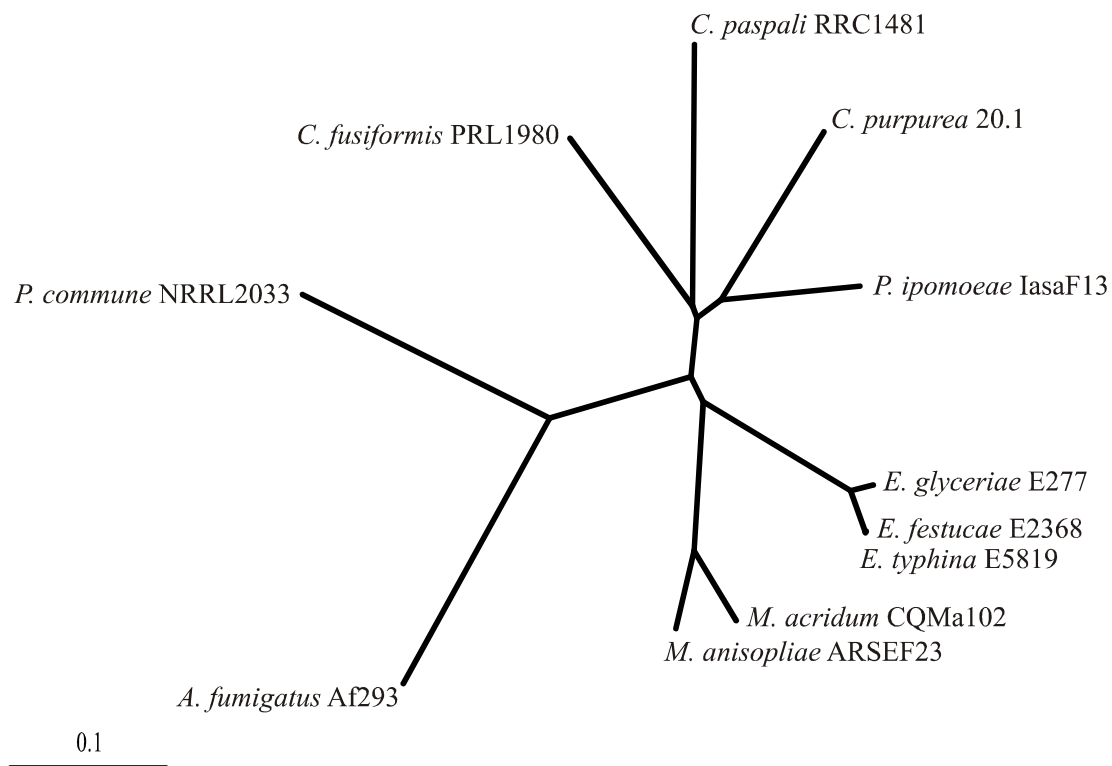 C. paspali RRC1481
C. purpurea 20.1
C. fusiformis PRL1980
P. ipomoeae IasaF13
P. commune NRRL2033
E. glyceriae E277
E. festucae E2368
E. typhina E5819
M. acridum CQMa102
M. anisopliae ARSEF23
A. fumigatus Af293
0.1